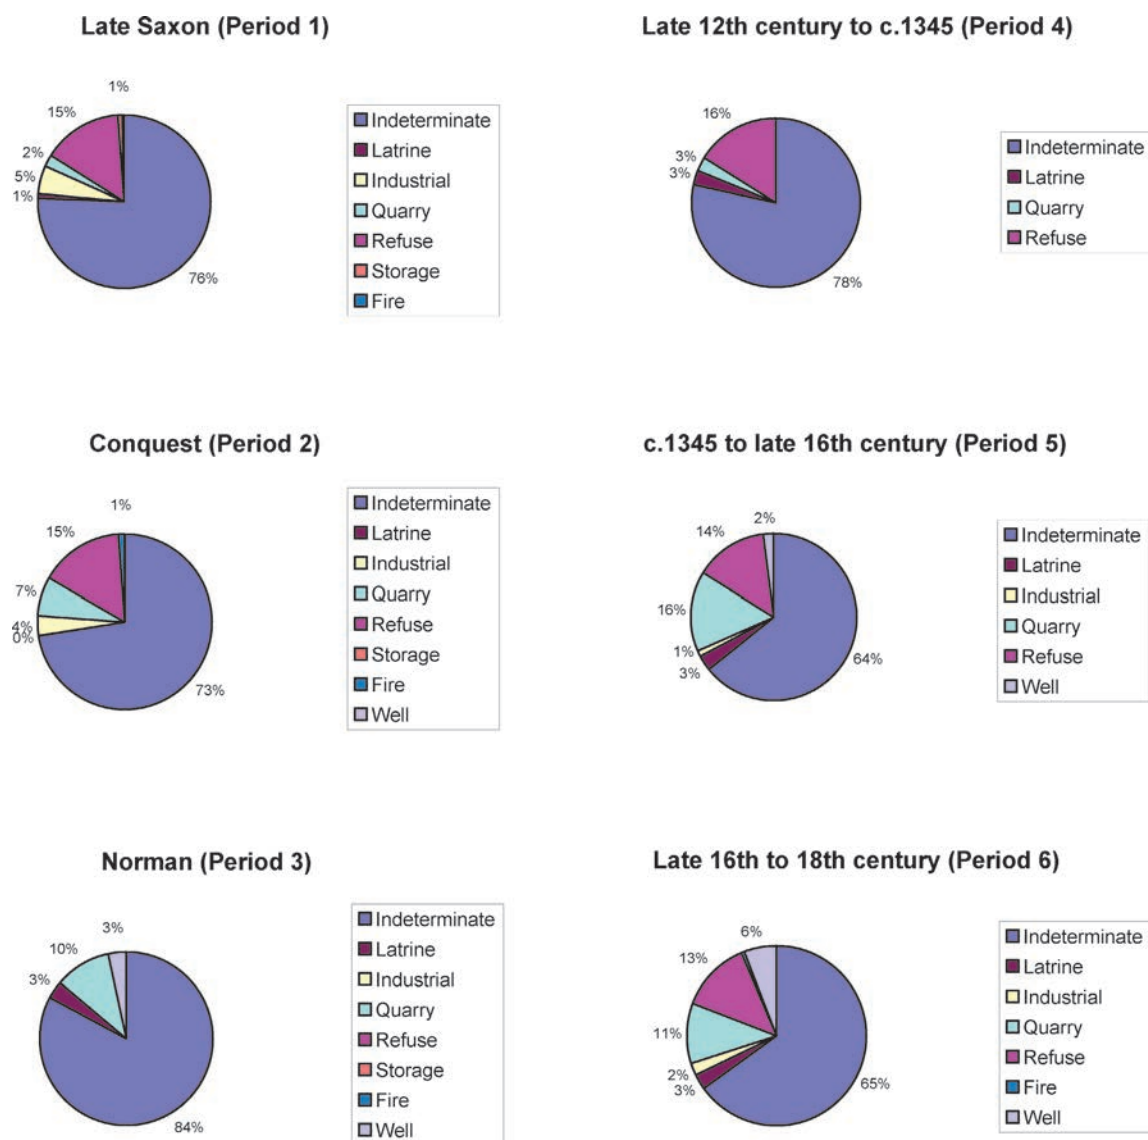 Late Saxon (Period 1)
1%
15%
2%
5%
1%
76%
Indeterminate
Latrine
Industrial
Quarry
Refuse
Storage
Fire
Late 12th century to c.1345 (Period 4)
16%
3%
3%
78%
Indeterminate
Latrine
Quarry
Refuse
Conquest (Period 2)
1%
15%
7%
4%
0%
73%
Indeterminate
Latrine
Industrial
Quarry
Refuse
Storage
Fire
Well
c.1345 to late 16th century (Period 5)
2%
14%
16%
1%
3%
64%
Indeterminate
Latrine
Industrial
Quarry
Refuse
Well
Norman (Period 3)
3%
10%
3%
84%
Indeterminate
Latrine
Industrial
Quarry
Refuse
Storage
Fire
Well
Late 16th to 18th century (Period 6)
6%
13%
11%
2%
3%
65%
Indeterminate
Latrine
Industrial
Quarry
Refuse
Fire
Well